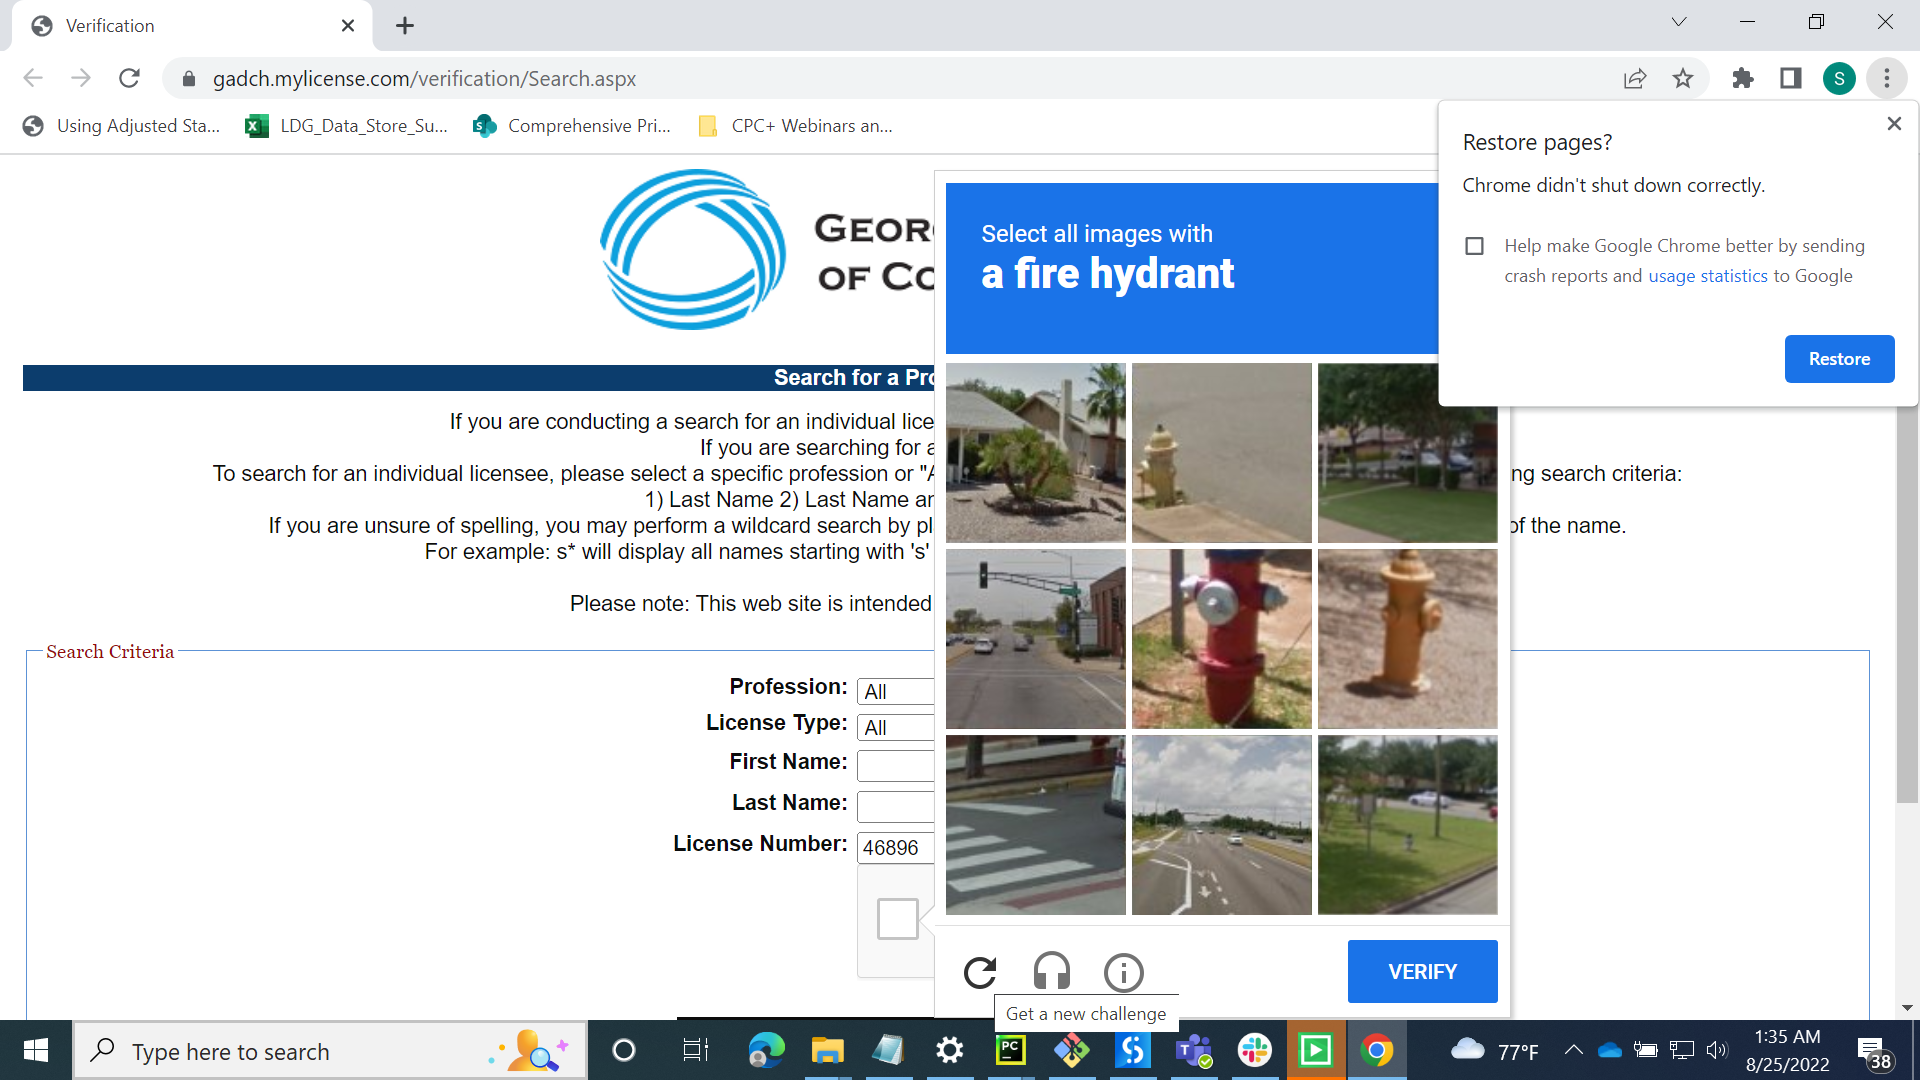 Verification
gadch.mylicense.com/verification/Search.aspx
S
Using Adjusted Sta...
LDG_Data_Store_Su...
Comprehensive Pri...
CPC+ Webinars an...
Restore pages?
Chrome didn't shut down correctly.
Help make Google Chrome better by sending
crash reports and usage statistics to Google
Restore
GEOR
OF CO
Select all images with
a fire hydrant
Search for a Pro
If you are conducting a search for an individual lice
If you are searching for a
To search for an individual licensee, please select a specific profession or "A ng search criteria:
1) Last Name 2) Last Name an
If you are unsure of spelling, you may perform a wildcard search by pl of the name.
For example: s* will display all names starting with 's'
Please note: This web site is intended
Search Criteria
Profession: All
License Type: All
First Name:
Last Name:
License Number: 46896
VERIFY
Get a new challenge
Type here to search
PC
77°F
1:35 AM
8/25/2022
38